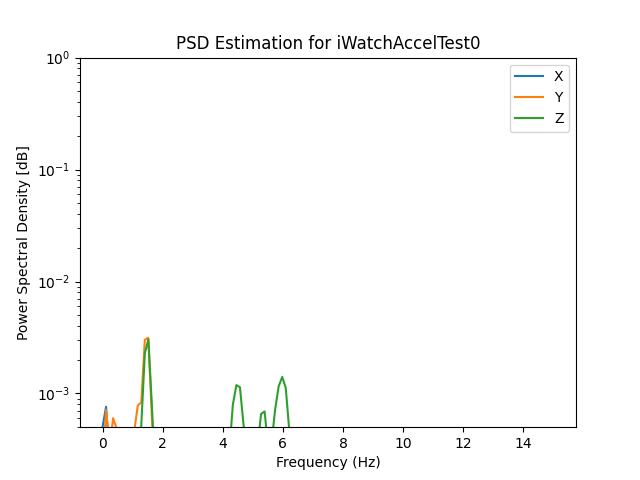 PSD Estimation for iWatchAccelTest0
10⁰
10⁻¹
10⁻²
10⁻³
Power Spectral Density [dB]
X
Y
Z
0 2 4 6 8 10 12 14
Frequency (Hz)